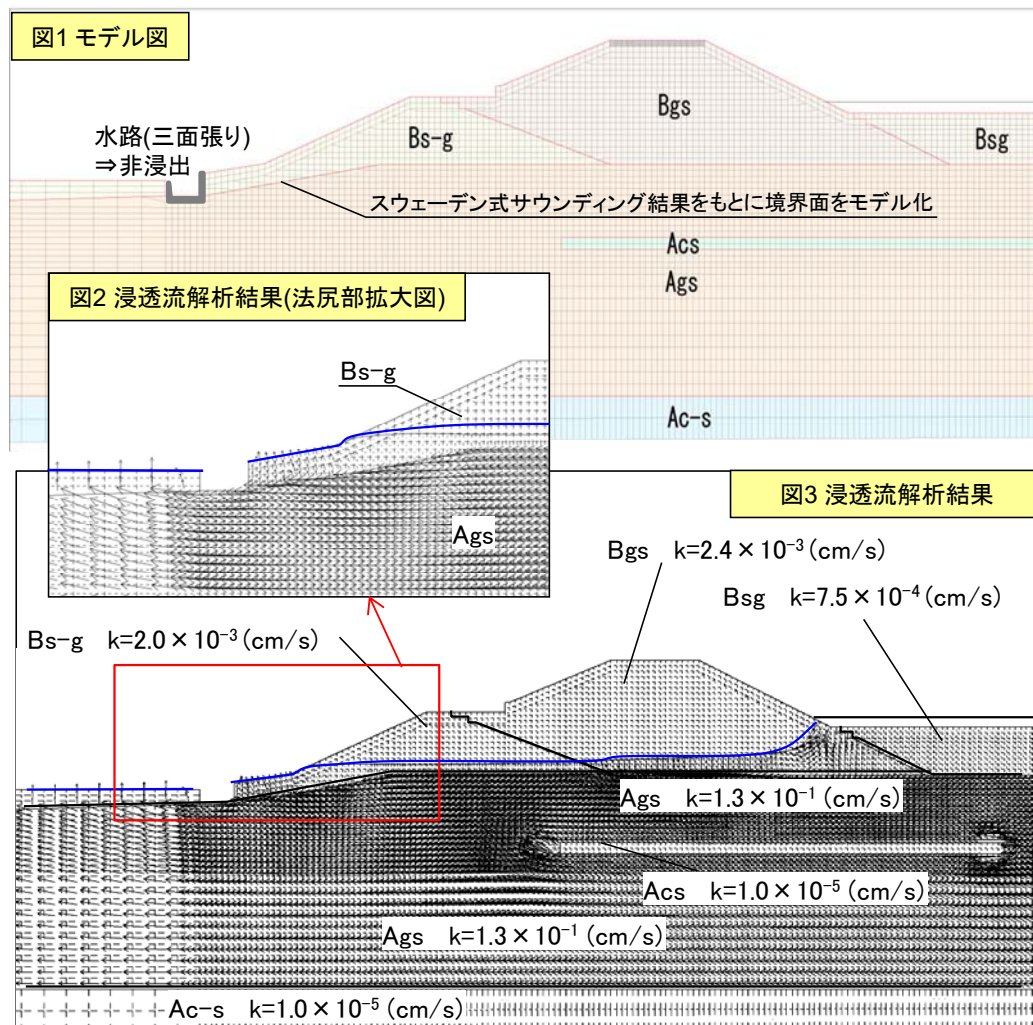 図1 モデル図
水路(三面張り)
⇒非浸出
Bs-g
Bgs
Bsg
スウェーデン式サウンディング結果をもとに境界面をモデル化
Acs
Ags
Ac-s
図2 浸透流解析結果(法尻部拡大図)
Bs-g
Ags
図3 浸透流解析結果
Bgs k=2.4×10⁻³(cm/s)
Bsg k=7.5×10⁻⁴(cm/s)
Bs-g k=2.0×10⁻³(cm/s)
Ags k=1.3×10⁻¹(cm/s)
Acs k=1.0×10⁻⁵(cm/s)
Ags k=1.3×10⁻¹(cm/s)
Ac-s k=1.0×10⁻⁵(cm/s)